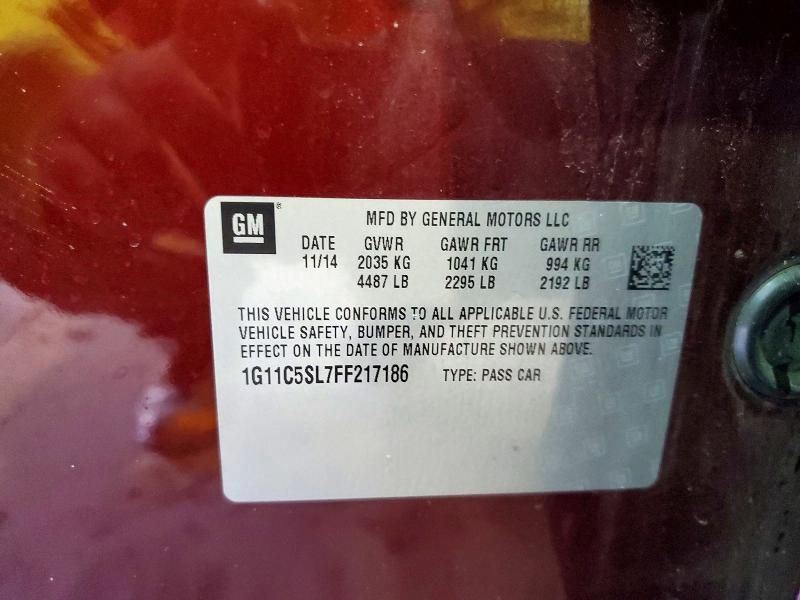 GM®
MFD BY GENERAL MOTORS LLC
DATE GVWR GAWR FRT GAWR RR
11/14 2035 KG 1041 KG 994 KG
4487 LB 2295 LB 2192 LB
THIS VEHICLE CONFORMS TO ALL APPLICABLE U.S. FEDERAL MOTOR
VEHICLE SAFETY, BUMPER, AND THEFT PREVENTION STANDARDS IN
EFFECT ON THE DATE OF MANUFACTURE SHOWN ABOVE.
1G11C5SL7FF217186 TYPE: PASS CAR